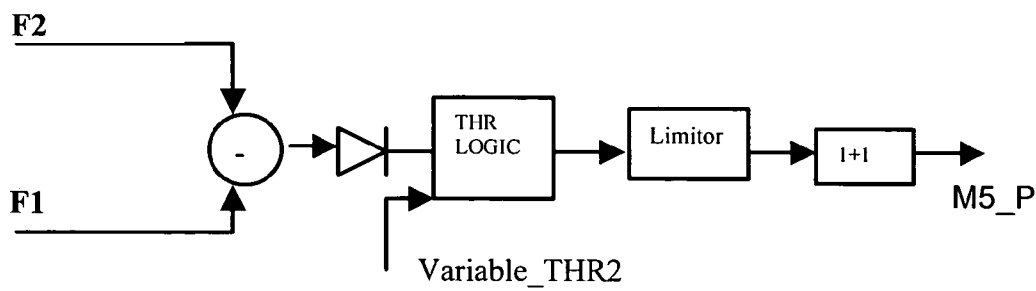 F2
-
THR
LOGIC
Limitor
1+1
F1
M5_P
Variable_THR2